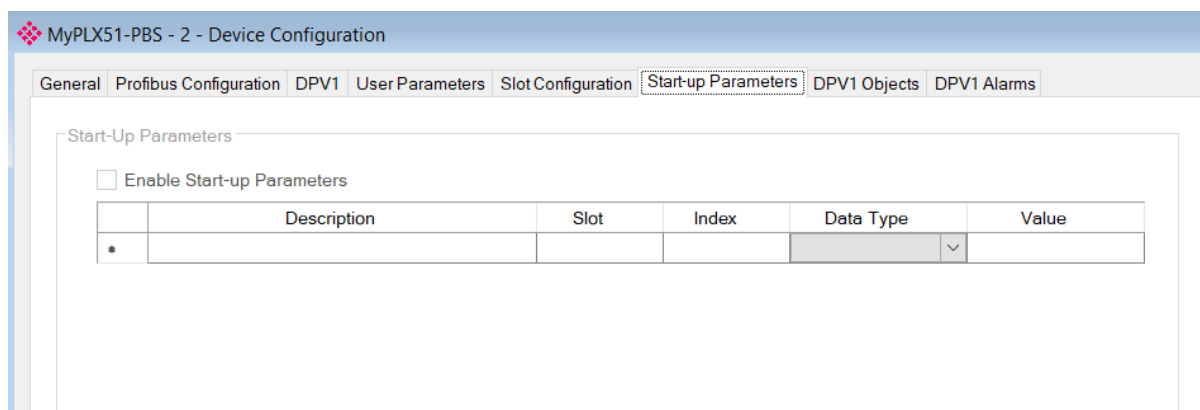 MyPLX51-PBS - 2 - Device Configuration
General Profibus Configuration DPV1 User Parameters Slot Configuration Start-up Parameters DPV1 Objects DPV1 Alarms
Start-Up Parameters
Enable Start-up Parameters
Description Slot Index Data Type Value
*